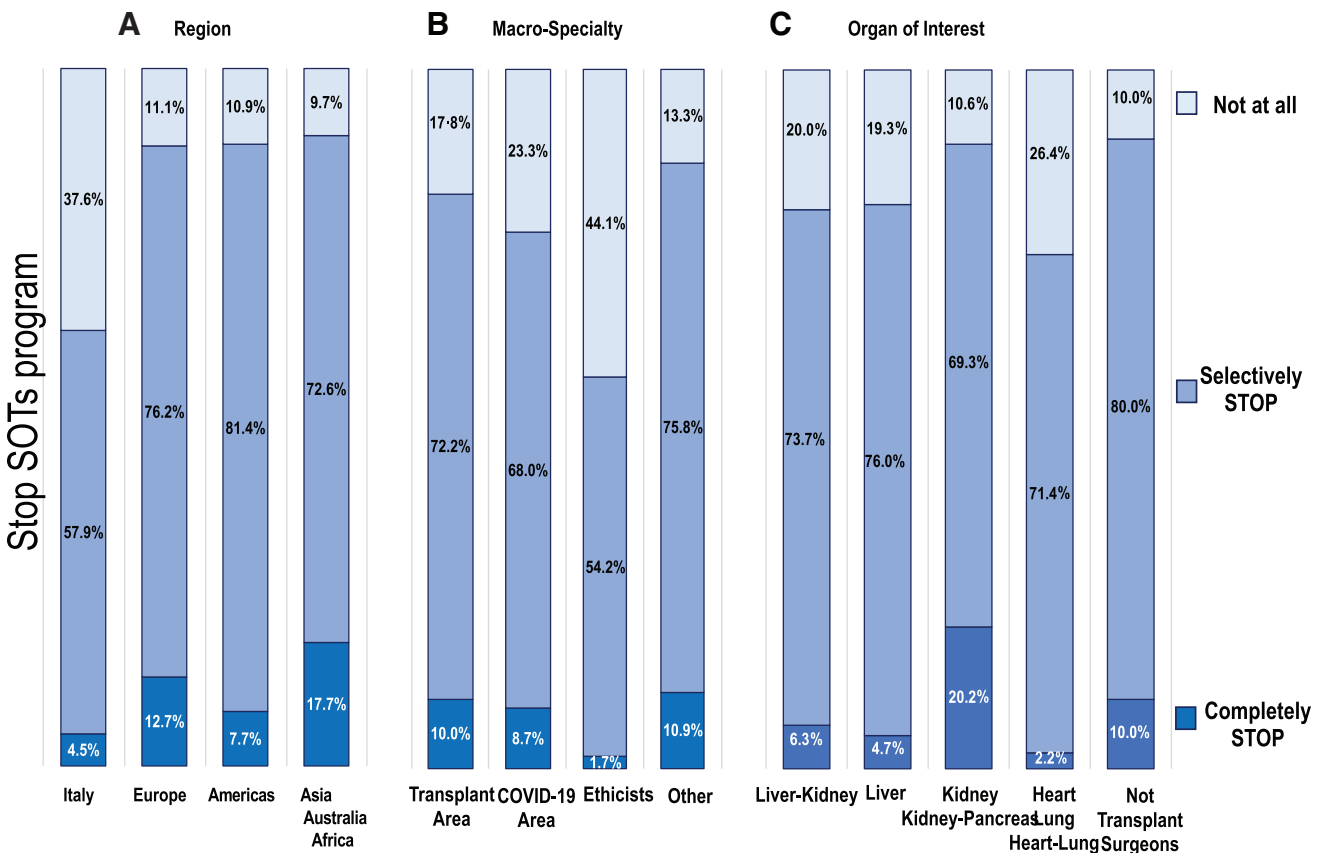 A
Region
B
Macro-Specialty
C
Organ of Interest
Stop SOTs program
37.6%
57.9%
4.5%
Italy
11.1%
76.2%
12.7%
Europe
10.9%
81.4%
7.7%
Americas
9.7%
72.6%
17.7%
Asia
Australia
Africa
17·8%
72.2%
10.0%
Transplant
Area
23.3%
68.0%
8.7%
COVID-19
Area
44.1%
54.2%
1.7%
Ethicists
13.3%
75.8%
10.9%
Other
20.0%
73.7%
6.3%
Liver-Kidney
19.3%
76.0%
4.7%
Liver
10.6%
69.3%
20.2%
Kidney
Kidney-Pancreas
26.4%
71.4%
2.2%
Heart
Lung
Heart-Lung
10.0%
80.0%
10.0%
Not
Transplant
Surgeons
Not at all
Selectively
STOP
Completely
STOP